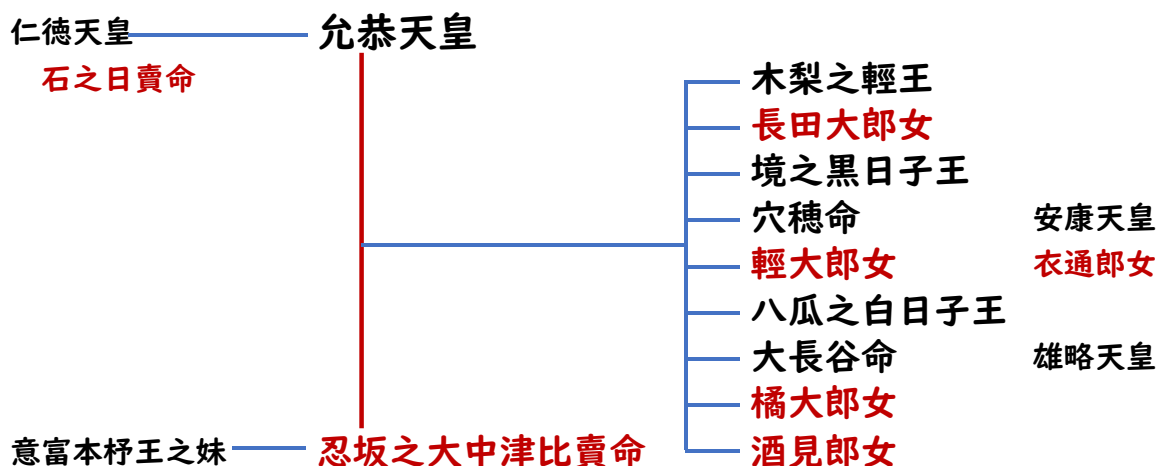 仁徳天皇 允恭天皇
石之日賣命
木梨之輕王
長田大郎女
境之黒日子王
穴穂命 安康天皇
輕大郎女 衣通郎女
八瓜之白日子王
大長谷命 雄略天皇
橘大郎女
意富本杼王之妹 忍坂之大中津比賣命 酒見郎女